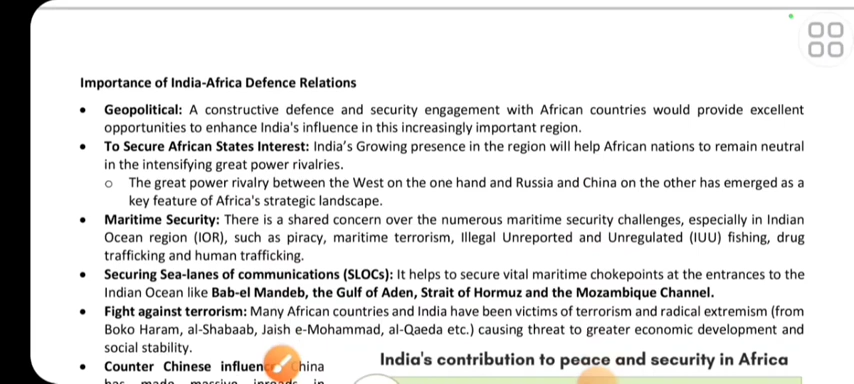 Importance of India-Africa Defence Relations
• Geopolitical: A constructive defence and security engagement with African countries would provide excellent
opportunities to enhance India's influence in this increasingly important region.
• To Secure African States Interest: India's Growing presence in the region will help African nations to remain neutral
in the intensifying great power rivalries.
o The great power rivalry between the West on the one hand and Russia and China on the other has emerged as a
key feature of Africa's strategic landscape.
• Maritime Security: There is a shared concern over the numerous maritime security challenges, especially in Indian
Ocean region (IOR), such as piracy, maritime terrorism, Illegal Unreported and Unregulated (IUU) fishing, drug
trafficking and human trafficking.
• Securing Sea-lanes of communications (SLOCs): It helps to secure vital maritime chokepoints at the entrances to the
Indian Ocean like Bab-el Mandeb, the Gulf of Aden, Strait of Hormuz and the Mozambique Channel.
• Fight against terrorism: Many African countries and India have been victims of terrorism and radical extremism (from
Boko Haram, al-Shabaab, Jaish e-Mohammad, al-Qaeda etc.) causing threat to greater economic development and
social stability.
• Counter Chinese China
has made massive inroads in
India's contribution to peace and security in Africa